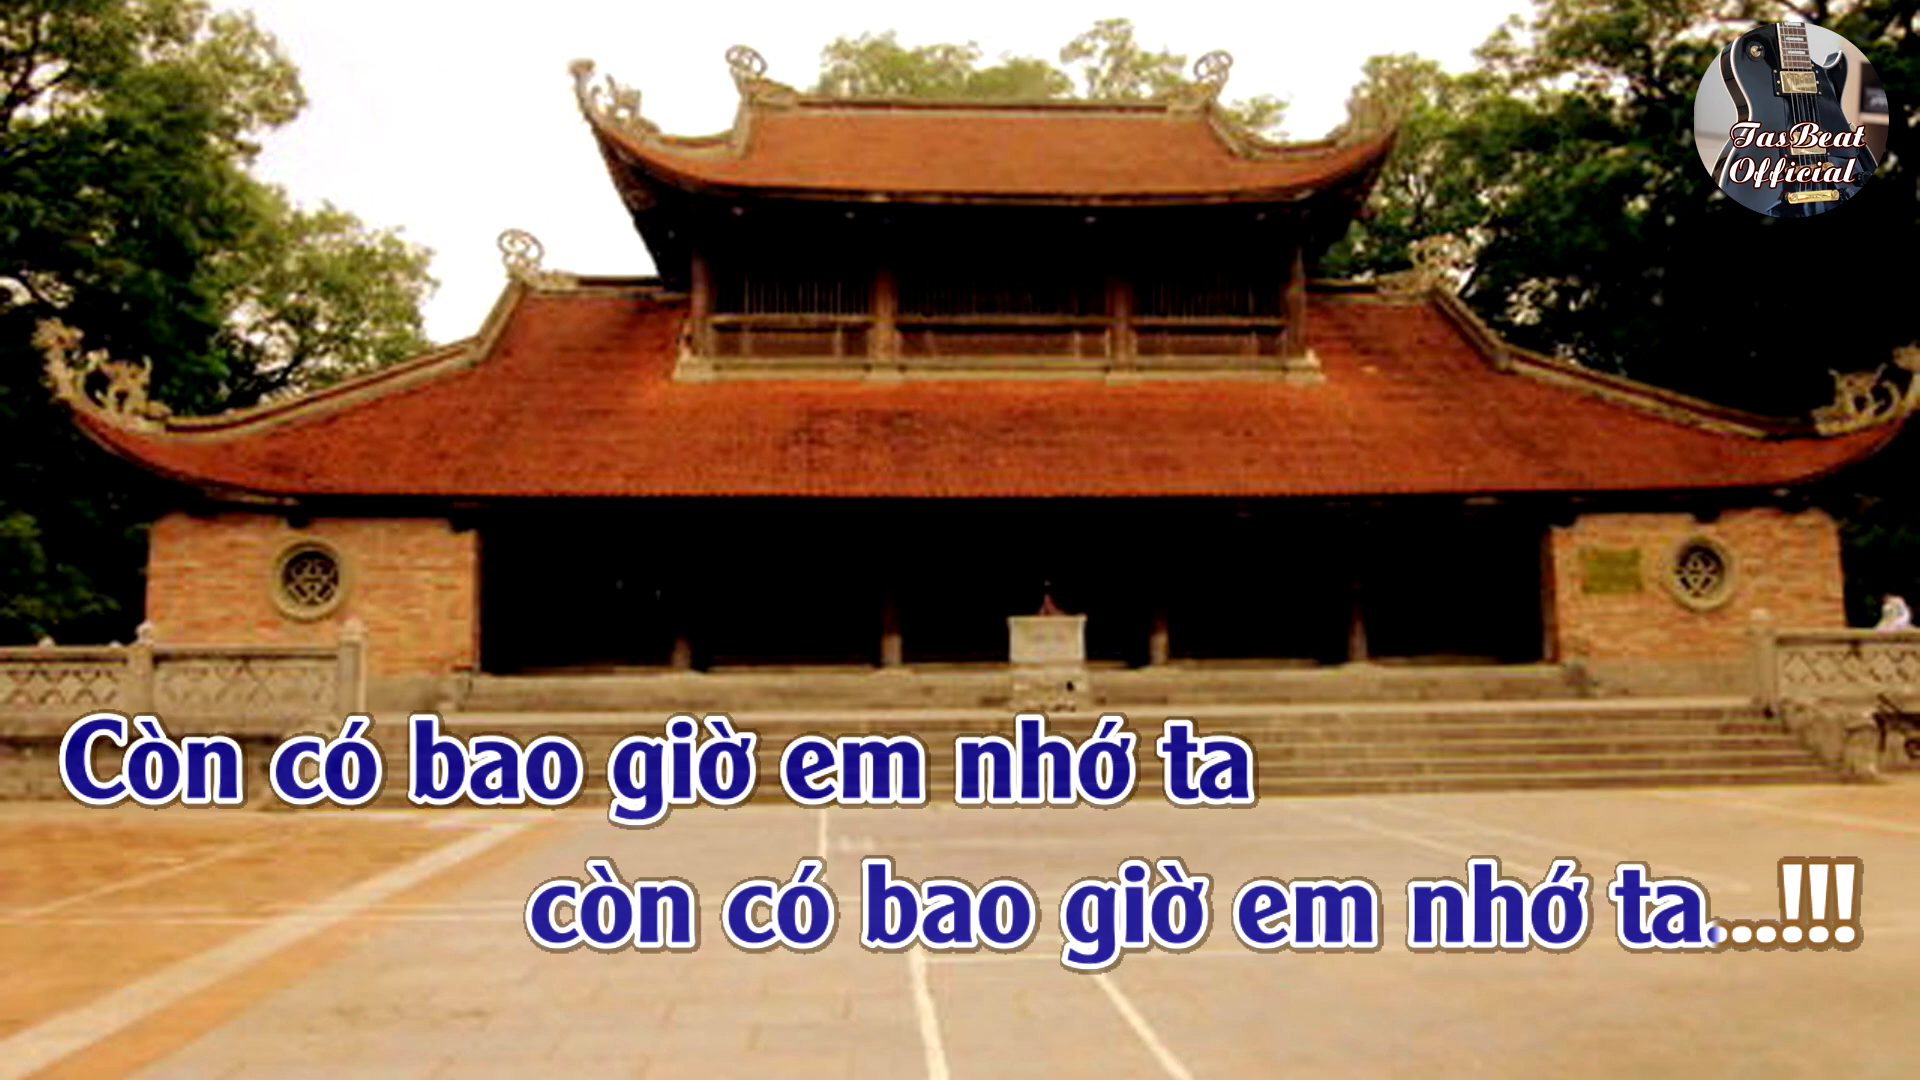 TasBeat
Official
Còn có bao giờ em nhớ ta
còn có bao giờ em nhớ ta...!!!